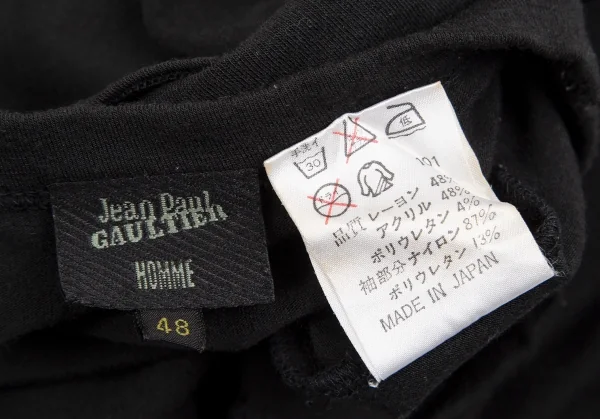 Jean Paul
GAULTIER
HOMME
48
手洗イ
30
低
101
品質 レーヨン 48%
アクリル 48%
ポリウレタン 4%
袖部分 ナイロン 87%
ポリウレタン 13%
MADE IN JAPAN